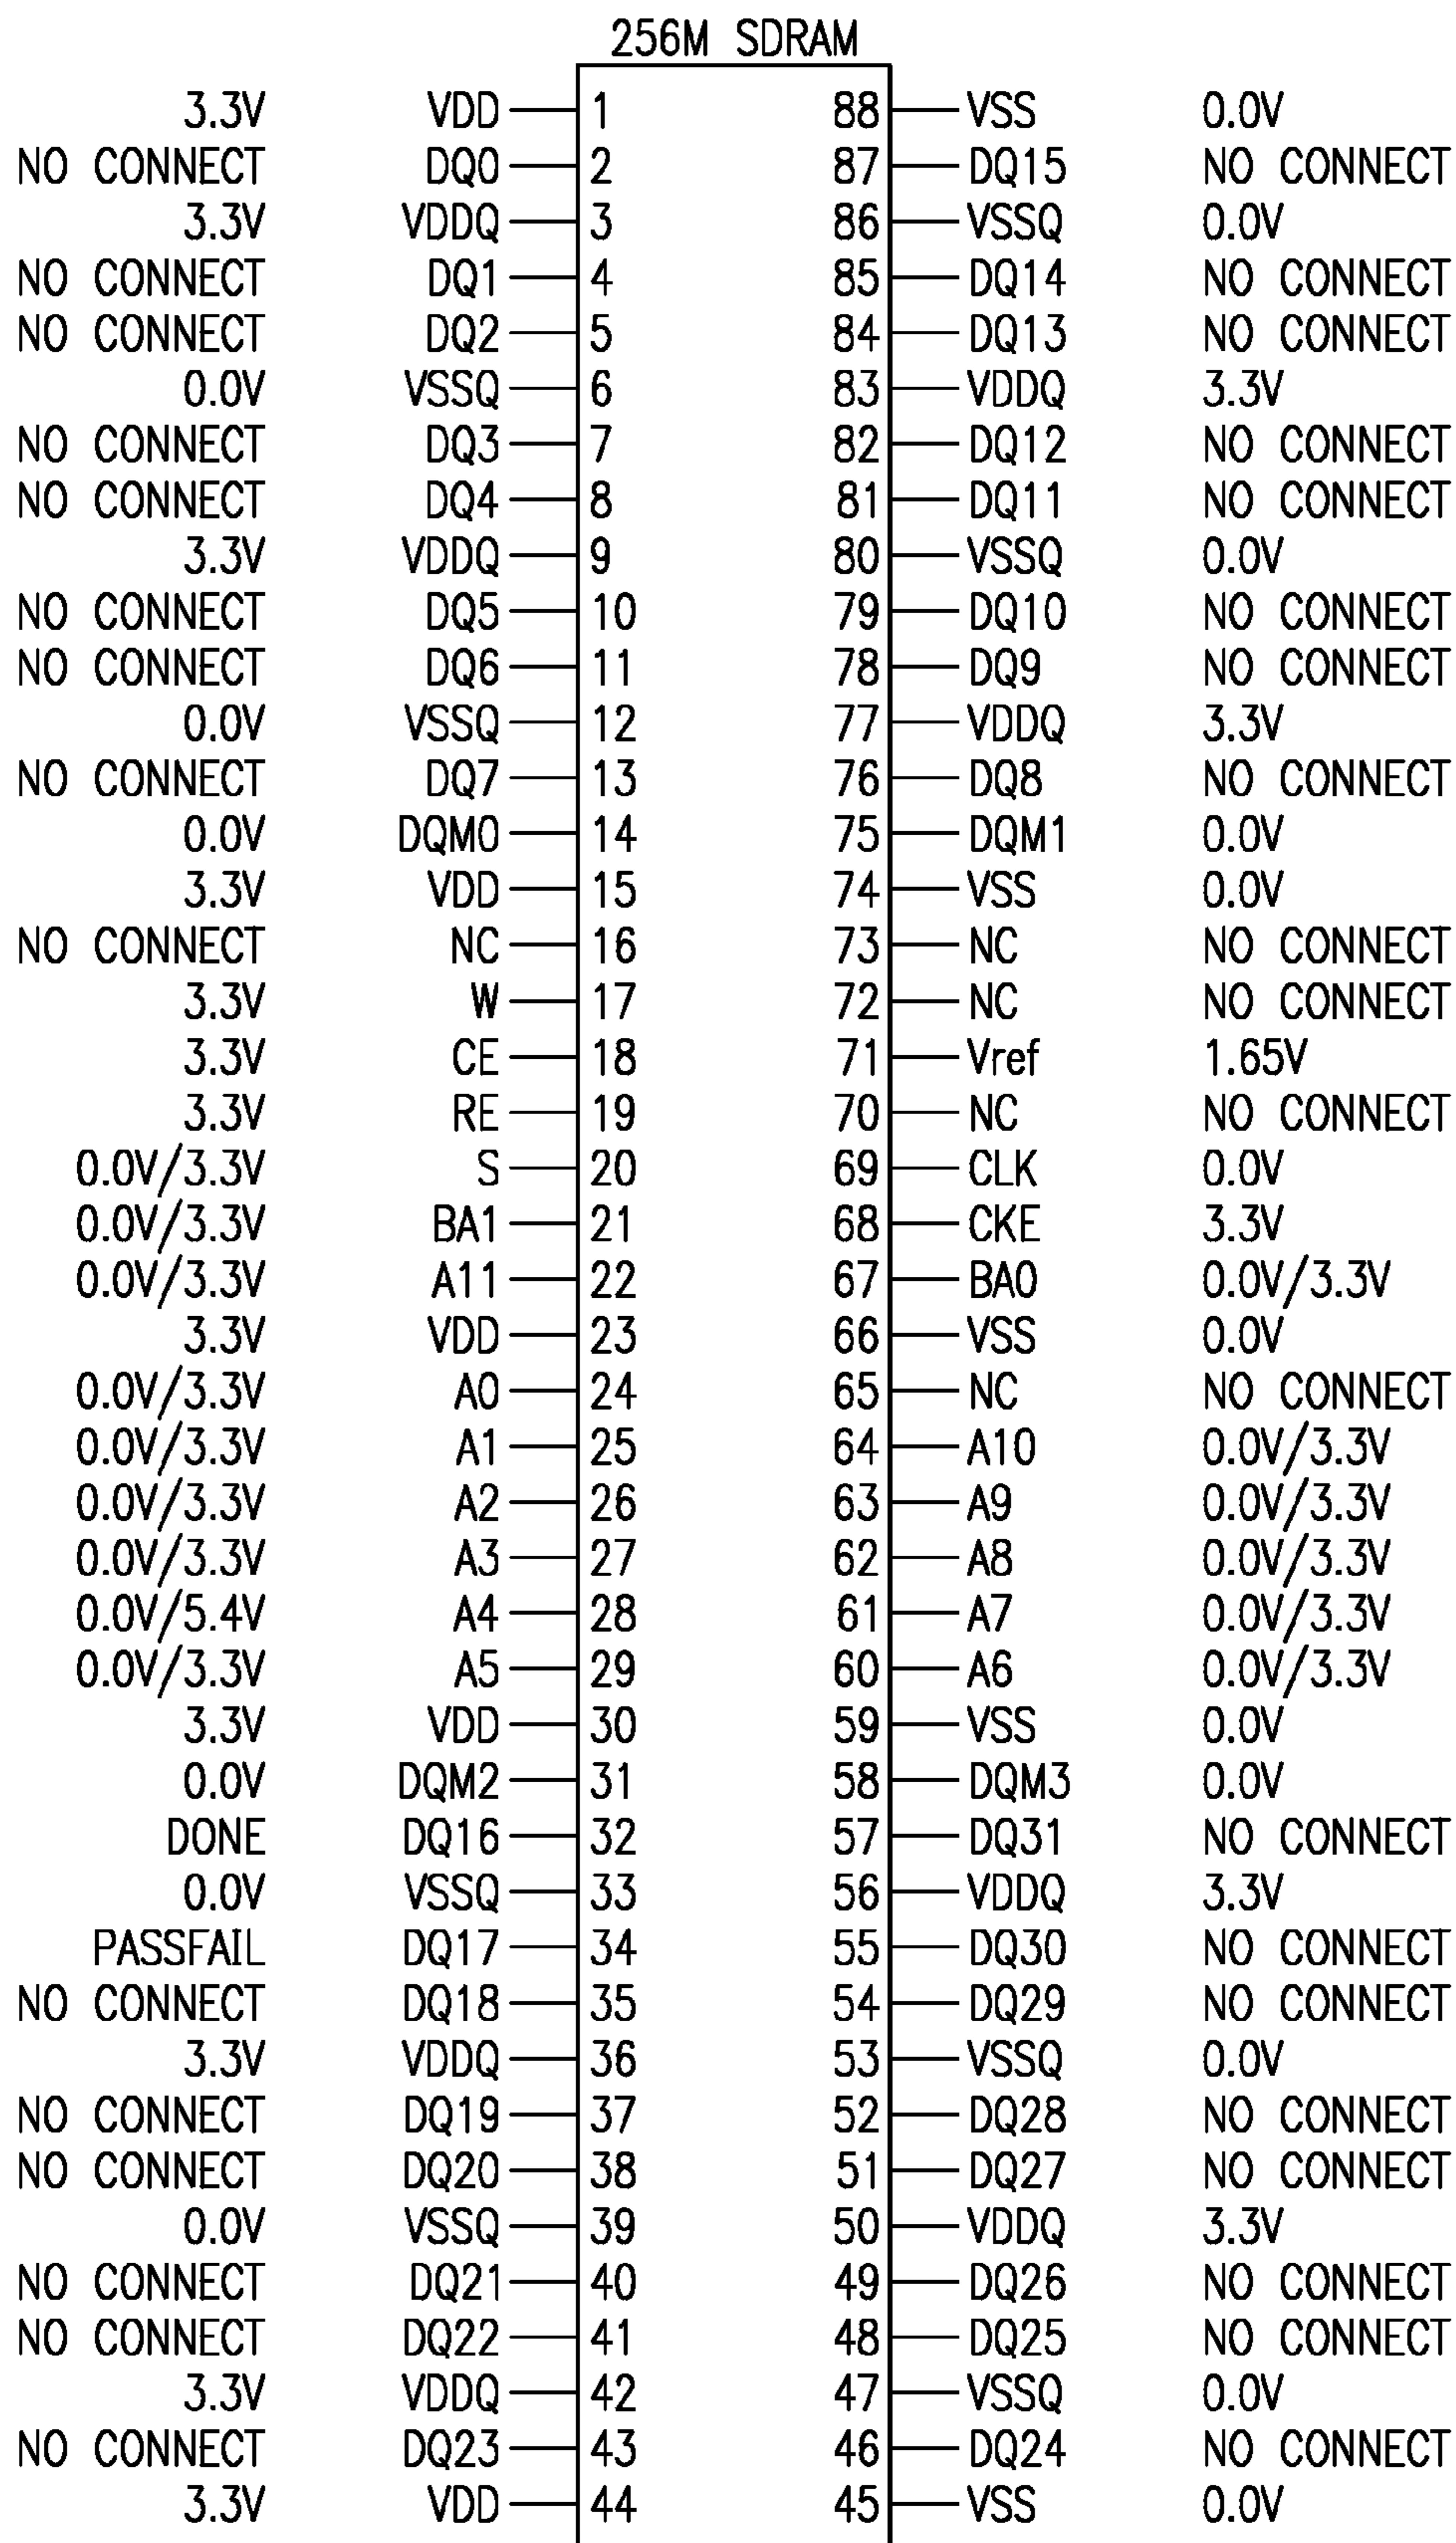 256M SDRAM
3.3V VDD 1 88 VSS 0.0V
NO CONNECT DQ0 2 87 DQ15 NO CONNECT
3.3V VDDQ 3 86 VSSQ 0.0V
NO CONNECT DQ1 4 85 DQ14 NO CONNECT
NO CONNECT DQ2 5 84 DQ13 NO CONNECT
0.0V VSSQ 6 83 VDDQ 3.3V
NO CONNECT DQ3 7 82 DQ12 NO CONNECT
NO CONNECT DQ4 8 81 DQ11 NO CONNECT
3.3V VDDQ 9 80 VSSQ 0.0V
NO CONNECT DQ5 10 79 DQ10 NO CONNECT
NO CONNECT DQ6 11 78 DQ9 NO CONNECT
0.0V VSSQ 12 77 VDDQ 3.3V
NO CONNECT DQ7 13 76 DQ8 NO CONNECT
0.0V DQM0 14 75 DQM1 0.0V
3.3V VDD 15 74 VSS 0.0V
NO CONNECT NC 16 73 NC NO CONNECT
3.3V W 17 72 NC NO CONNECT
3.3V CE 18 71 Vref 1.65V
3.3V RE 19 70 NC NO CONNECT
0.0V/3.3V S 20 69 CLK 0.0V
0.0V/3.3V BA1 21 68 CKE 3.3V
0.0V/3.3V A11 22 67 BA0 0.0V/3.3V
3.3V VDD 23 66 VSS 0.0V
0.0V/3.3V A0 24 65 NC NO CONNECT
0.0V/3.3V A1 25 64 A10 0.0V/3.3V
0.0V/3.3V A2 26 63 A9 0.0V/3.3V
0.0V/3.3V A3 27 62 A8 0.0V/3.3V
0.0V/5.4V A4 28 61 A7 0.0V/3.3V
0.0V/3.3V A5 29 60 A6 0.0V/3.3V
3.3V VDD 30 59 VSS 0.0V
0.0V DQM2 31 58 DQM3 0.0V
DONE DQ16 32 57 DQ31 NO CONNECT
0.0V VSSQ 33 56 VDDQ 3.3V
PASSFAIL DQ17 34 55 DQ30 NO CONNECT
NO CONNECT DQ18 35 54 DQ29 NO CONNECT
3.3V VDDQ 36 53 VSSQ 0.0V
NO CONNECT DQ19 37 52 DQ28 NO CONNECT
NO CONNECT DQ20 38 51 DQ27 NO CONNECT
0.0V VSSQ 39 50 VDDQ 3.3V
NO CONNECT DQ21 40 49 DQ26 NO CONNECT
NO CONNECT DQ22 41 48 DQ25 NO CONNECT
3.3V VDDQ 42 47 VSSQ 0.0V
NO CONNECT DQ23 43 46 DQ24 NO CONNECT
3.3V VDD 44 45 VSS 0.0V